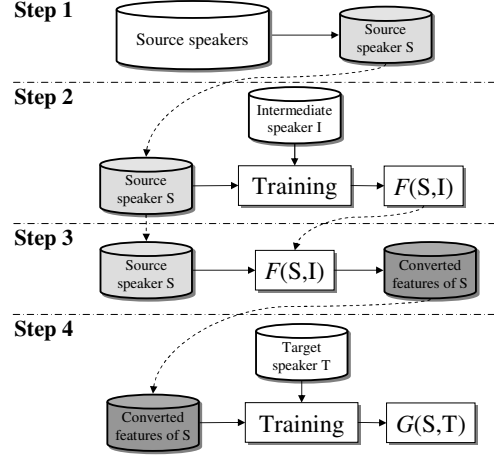 Step 1
Source speakers
Source
speaker S
Step 2
Intermediate
speaker I
Source
speaker S
Training
F(S,I)
Step 3
Source
speaker S
F(S,I)
Converted
features of S
Step 4
Target
speaker T
Converted
features of S
Training
G(S,T)